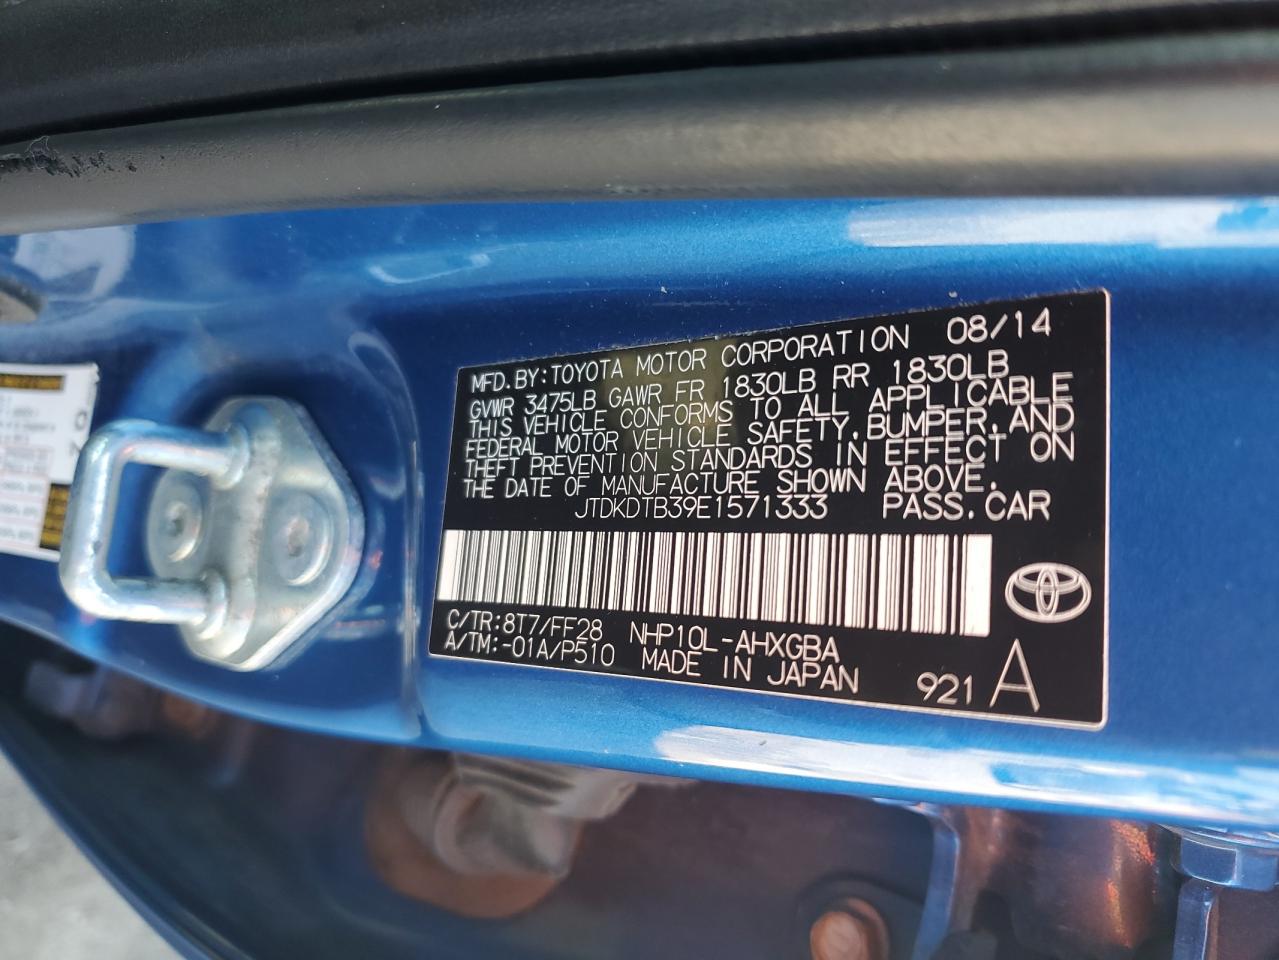 MFD. BY: TOYOTA MOTOR CORPORATION 08/14
GVWR 3475LB GAWR FR 1830LB RR 1830LB
THIS VEHICLE CONFORMS TO ALL APPLICABLE
FEDERAL MOTOR VEHICLE SAFETY, BUMPER, AND
THEFT PREVENTION STANDARDS IN EFFECT ON
THE DATE OF MANUFACTURE SHOWN ABOVE.
JTDKDTB39E1571333 PASS. CAR
C/TR: 8T7/FF28 NHP10L-AHXGBA
A/TM: -01A/P510 MADE IN JAPAN 921 A